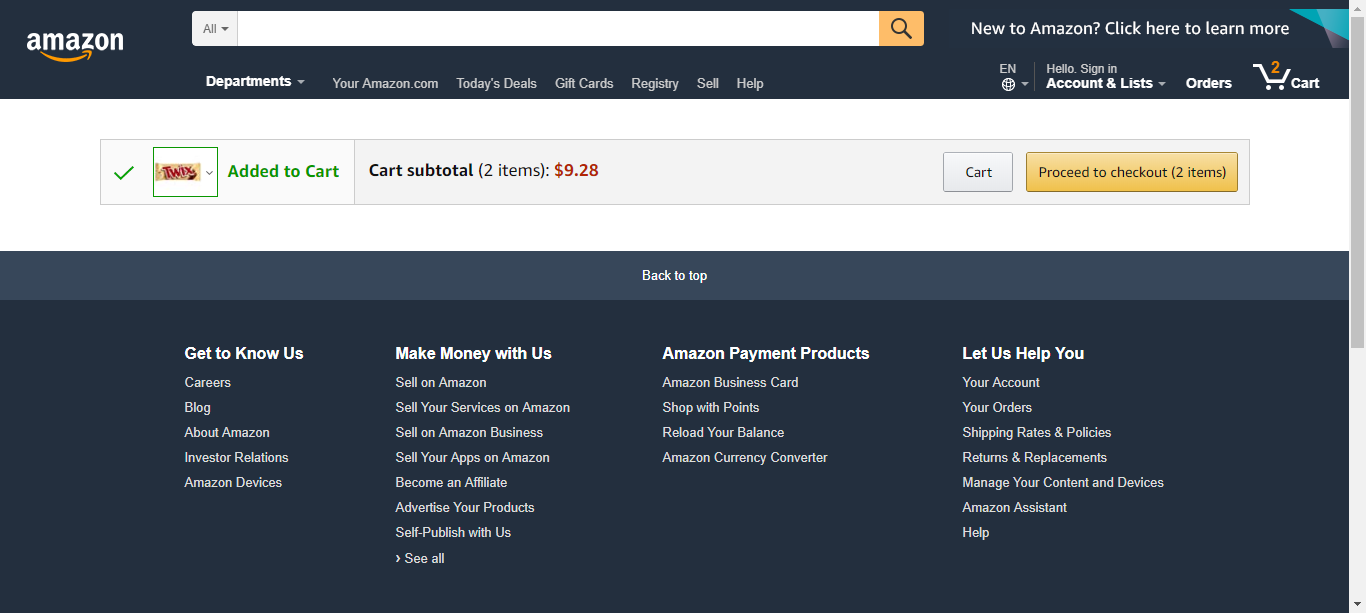 amazon
All
New to Amazon? Click here to learn more
Departments
Your Amazon.com
Today's Deals
Gift Cards
Registry
Sell
Help
EN
Hello. Sign in
Account & Lists
Orders
2
Cart
TWIX
Added to Cart
Cart subtotal (2 items): $9.28
Cart
Proceed to checkout (2 items)
Back to top
Get to Know Us
Careers
Blog
About Amazon
Investor Relations
Amazon Devices
Make Money with Us
Sell on Amazon
Sell Your Services on Amazon
Sell on Amazon Business
Sell Your Apps on Amazon
Become an Affiliate
Advertise Your Products
Self-Publish with Us
› See all
Amazon Payment Products
Amazon Business Card
Shop with Points
Reload Your Balance
Amazon Currency Converter
Let Us Help You
Your Account
Your Orders
Shipping Rates & Policies
Returns & Replacements
Manage Your Content and Devices
Amazon Assistant
Help